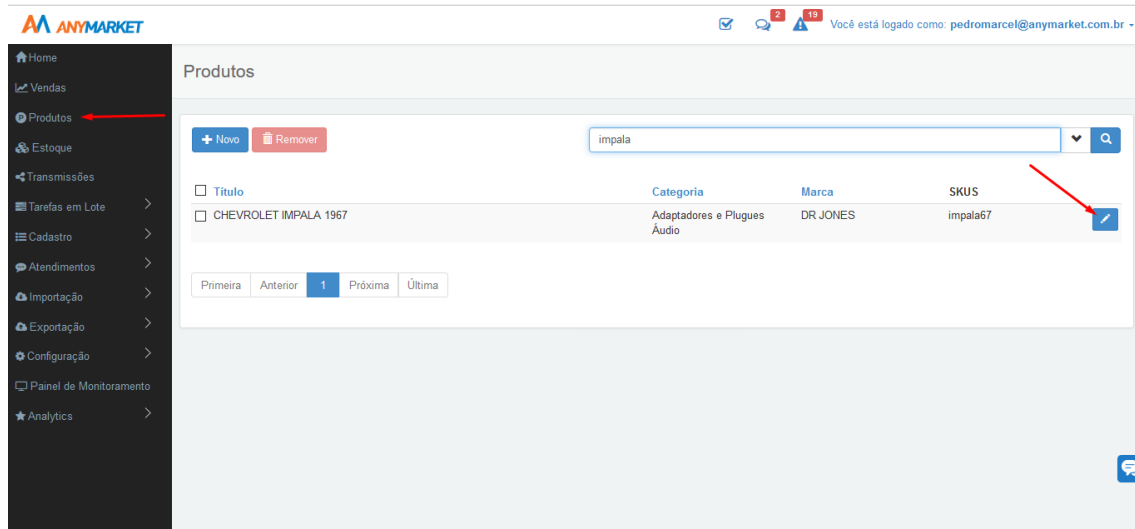 ANYMARKET
2 19 Você está logado como: pedromarcel@anymarket.com.br
Home
Vendas
Produtos
Estoque
Transmissões
Tarefas em Lote
Cadastro
Atendimentos
Importação
Exportação
Configuração
Painel de Monitoramento
Analytics
Produtos
Novo Remover impala
Título Categoria Marca SKUS
CHEVROLET IMPALA 1967 Adaptadores e Plugues DR JONES impala67
Áudio
Primeira Anterior 1 Próxima Última